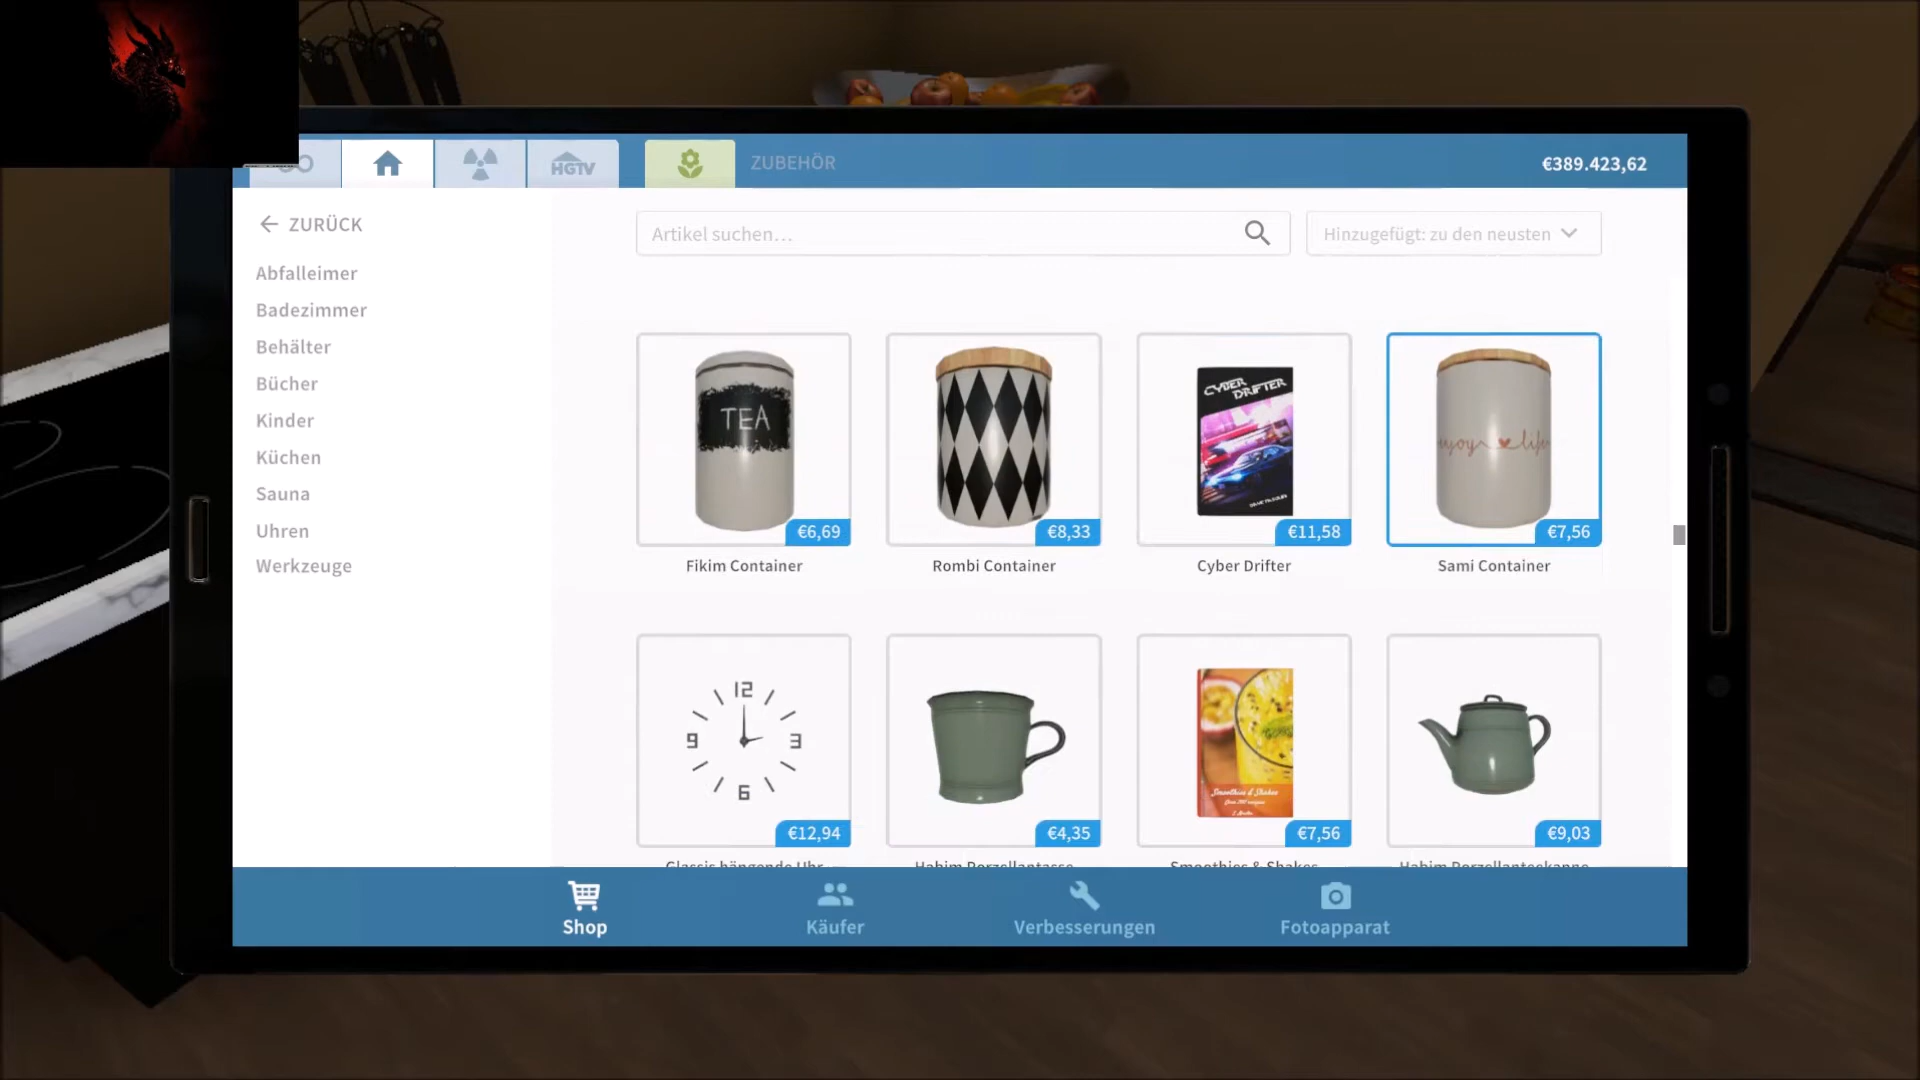 HGTV
ZUBEHÖR
€389.423,62
ZURÜCK
Artikel suchen…
Hinzugefügt: zu den neusten
Abfalleimer
Badezimmer
Behälter
Bücher
Kinder
Küchen
Sauna
Uhren
Werkzeuge
TEA
CYBER
DRIFTER
€6,69
€8,33
€11,58
€7,56
Fikim Container
Rombi Container
Cyber Drifter
Sami Container
12
9
3
6
Smoothies & Shakes
€12,94
€4,35
€7,56
€9,03
Shop
Käufer
Verbesserungen
Fotoapparat